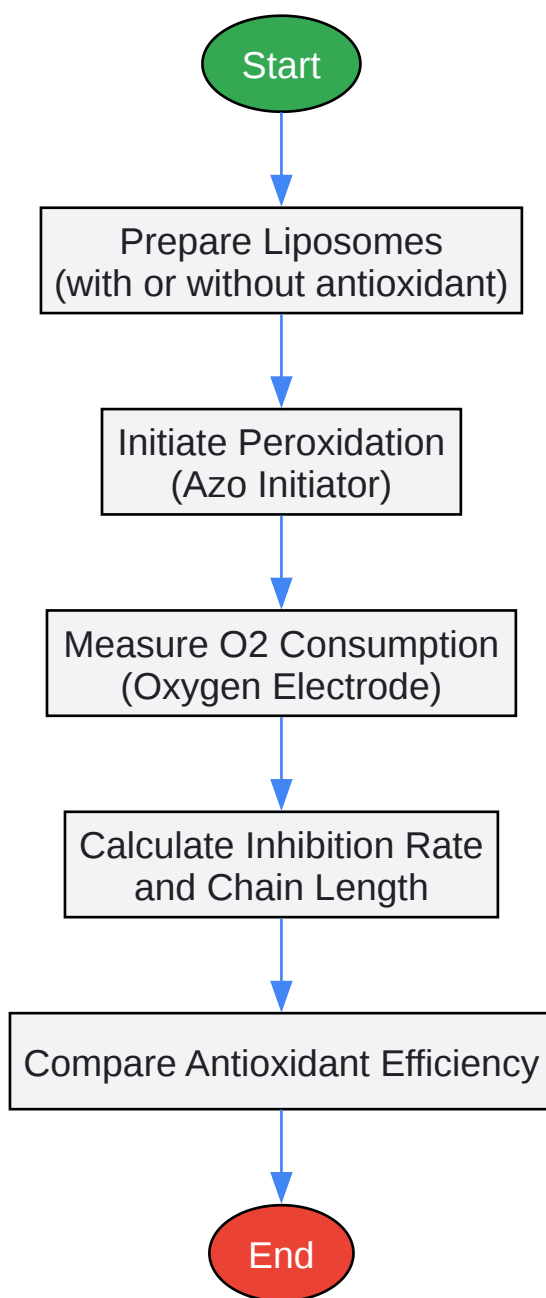 Start
Prepare Liposomes
(with or without antioxidant)
Initiate Peroxidation
(Azo Initiator)
Measure O2 Consumption
(Oxygen Electrode)
Calculate Inhibition Rate
and Chain Length
Compare Antioxidant Efficiency
End